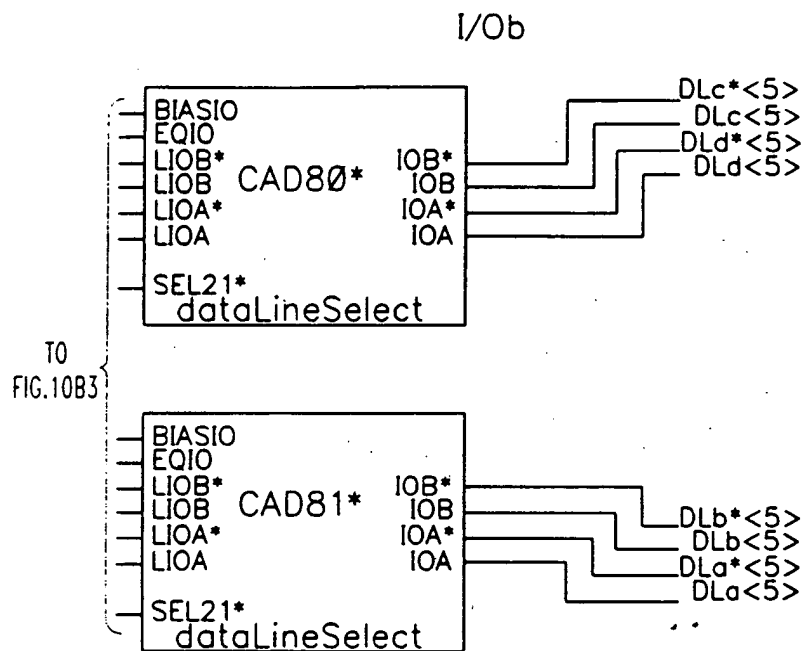 I/Ob
DLc*<5>
DLc<5>
DLd*<5>
DLd<5>
BIASIO
EQIO
LIOB*
LIOB
LIOA*
LIOA
SEL21*
CAD80*
IOB*
IOB
IOA*
IOA
dataLineSelect
TO
FIG.10B3
BIASIO
EQIO
LIOB*
LIOB
LIOA*
LIOA
SEL21*
CAD81*
IOB*
IOB
IOA*
IOA
dataLineSelect
DLb*<5>
DLb<5>
DLa*<5>
DLa<5>